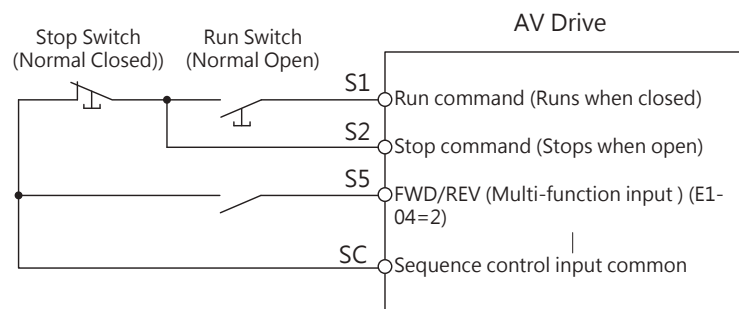 AV Drive
Stop Switch
(Normal Closed))
Run Switch
(Normal Open)
S1
Run command (Runs when closed)
S2
Stop command (Stops when open)
S5
FWD/REV (Multi-function input ) (E1-
04=2)
SC
Sequence control input common